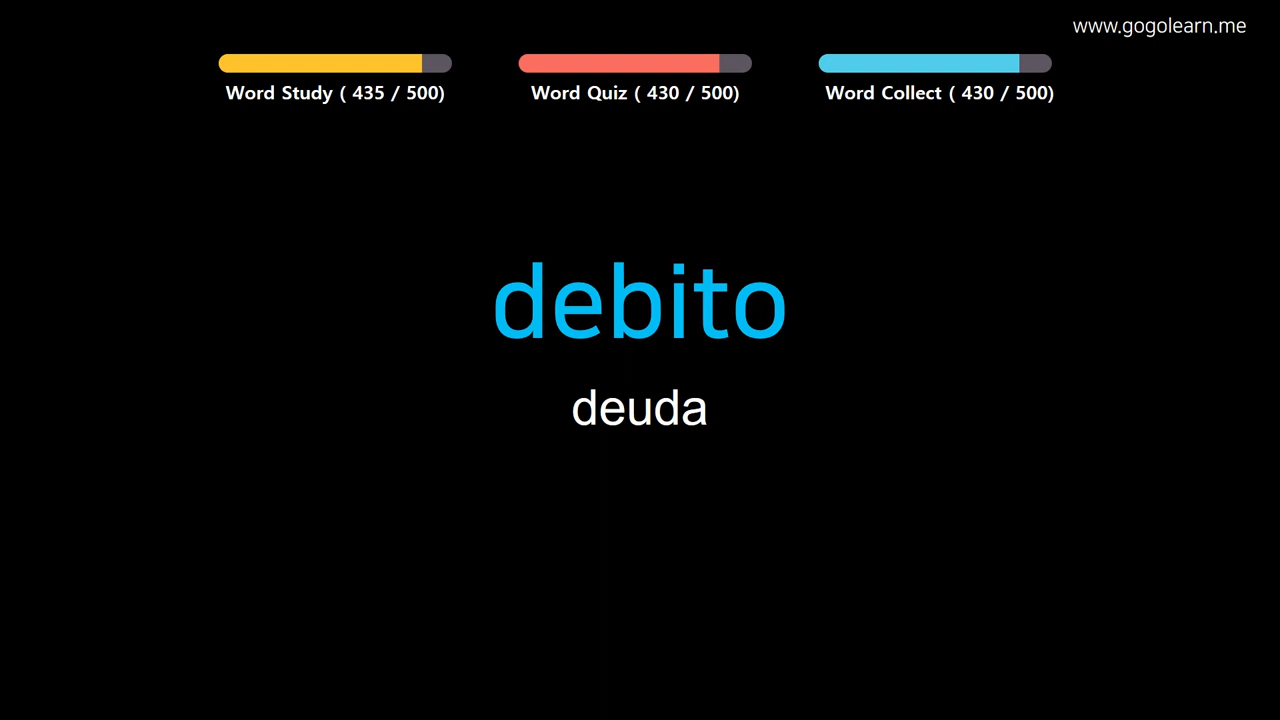 www.gogolearn.me
Word Study ( 435 / 500)
Word Quiz ( 430 / 500)
Word Collect ( 430 / 500)
debito
deuda